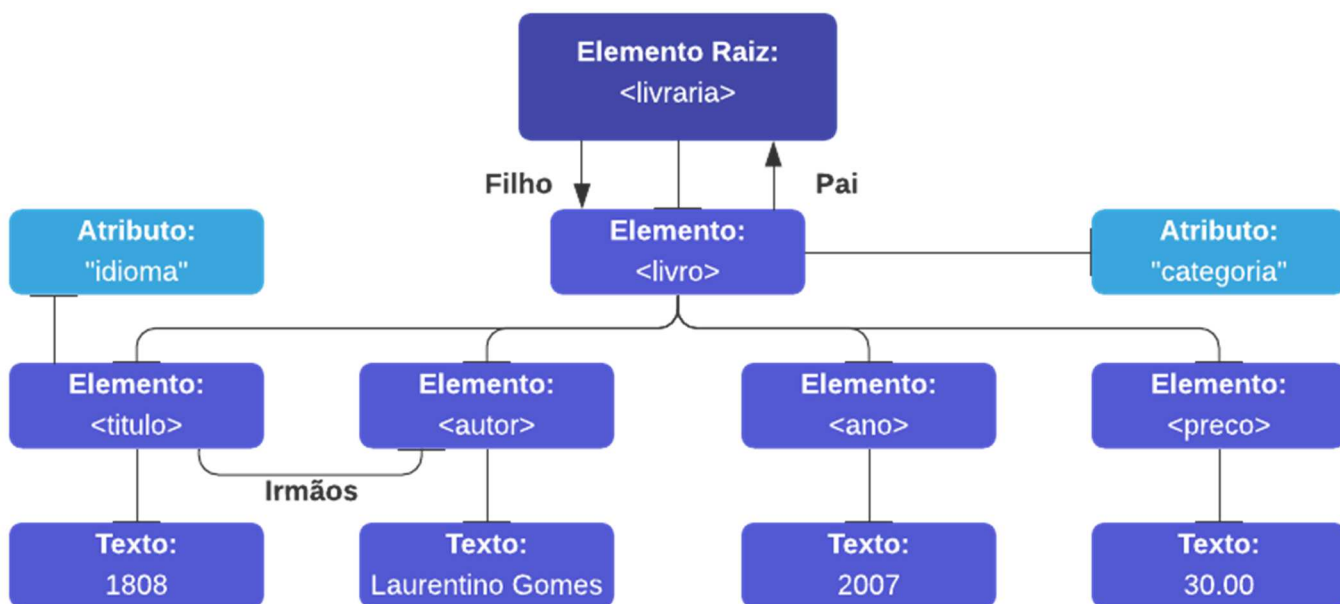 Elemento Raiz:
<livraria>
Filho
Pai
Atributo:
"idioma"
Elemento:
<livro>
Atributo:
"categoria"
Elemento:
<titulo>
Elemento:
<autor>
Elemento:
<ano>
Elemento:
<preco>
Irmãos
Texto:
1808
Texto:
Laurentino Gomes
Texto:
2007
Texto:
30.00